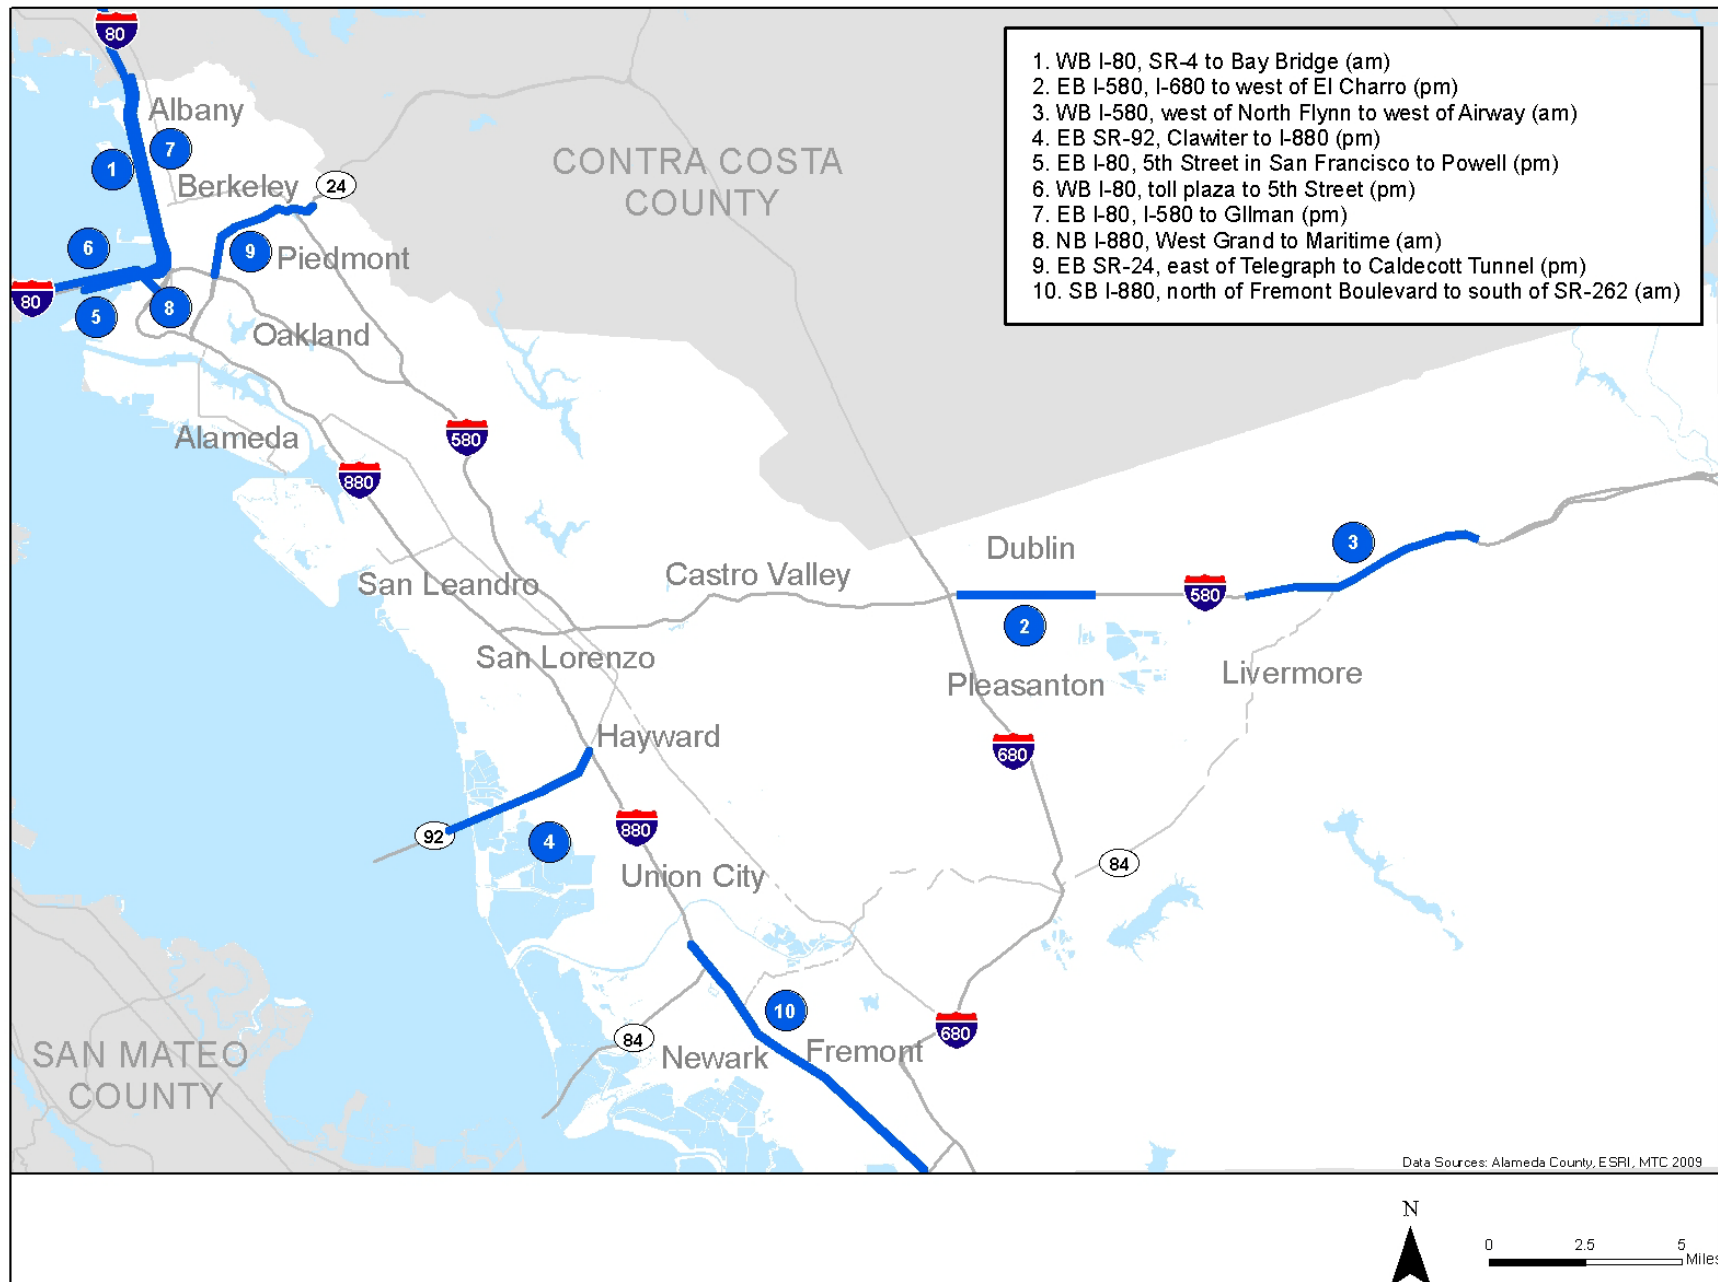 80
1. WB I-80, SR-4 to Bay Bridge (am)
2. EB I-580, I-680 to west of El Charro (pm)
3. WB I-580, west of North Flynn to west of Airway (am)
4. EB SR-92, Clawiter to I-880 (pm)
5. EB I-80, 5th Street in San Francisco to Powell (pm)
6. WB I-80, toll plaza to 5th Street (pm)
7. EB I-80, I-580 to GIlman (pm)
8. NB I-880, West Grand to Maritime (am)
9. EB SR-24, east of Telegraph to Caldecott Tunnel (pm)
10. SB I-880, north of Fremont Boulevard to south of SR-262 (am)
Albany
7
1
CONTRA COSTA
COUNTY
Berkeley
24
6
9
Piedmont
80
5
8
Oakland
Alameda
580
880
3
Dublin
Castro Valley
San Leandro
580
2
San Lorenzo
Pleasanton
Livermore
Hayward
680
92
4
880
84
Union City
10
84
680
SAN MATEO
COUNTY
Newark
Fremont
Data Sources: Alameda County, ESRI, MTC 2009
N
0 2.5 5
Miles